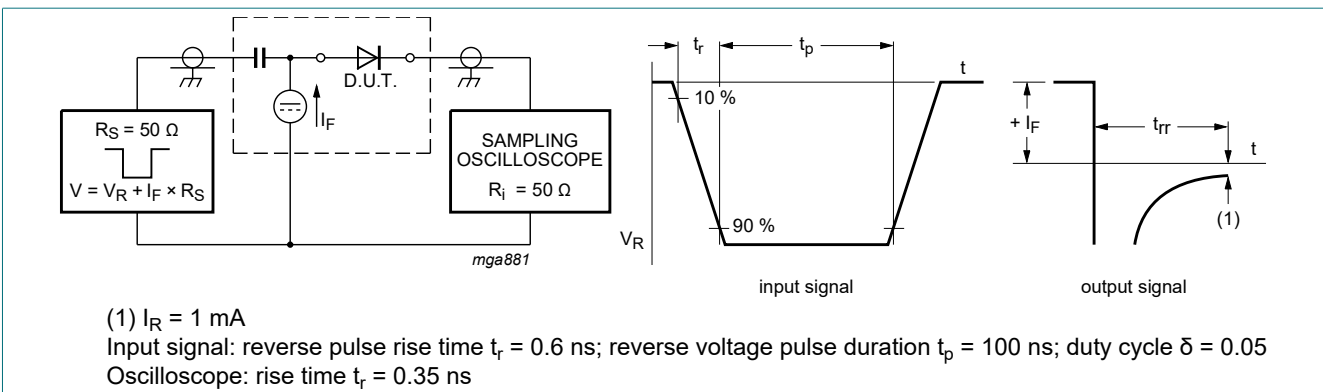 D.U.T.
I_F
R_S = 50 Ω
V = V_R + I_F × R_S
SAMPLING
OSCILLOSCOPE
R_i = 50 Ω
mga881
t_r
t_p
t
10 %
90 %
V_R
input signal
+ I_F
t_rr
t
(1)
output signal
(1) I_R = 1 mA
Input signal: reverse pulse rise time t_r = 0.6 ns; reverse voltage pulse duration t_p = 100 ns; duty cycle δ = 0.05
Oscilloscope: rise time t_r = 0.35 ns